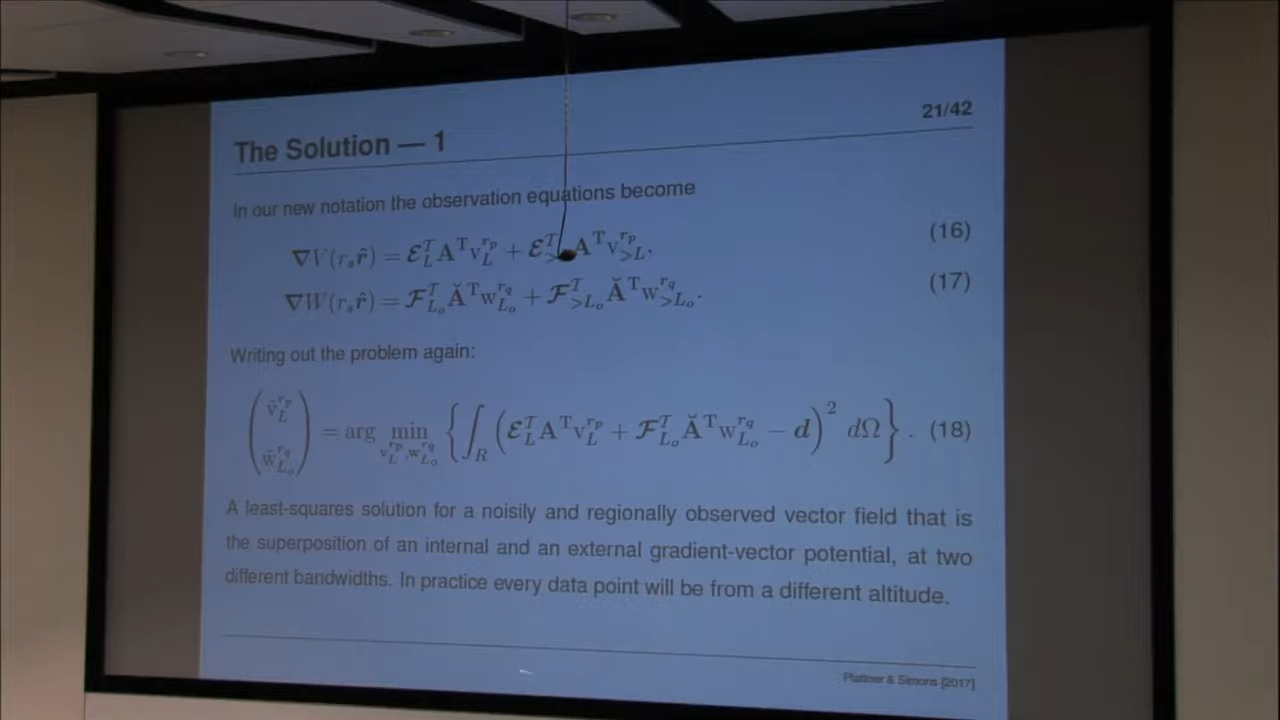 21/42
The Solution — 1
In our new notation the observation equations become
∇V(rₛr̂) = 𝓔_L^T A^T v_L^{r_p} + 𝓔_{>L}^T A^T v_{>L}^{r_p}, (16)
∇W(rₛr̂) = 𝓕_{L_o}^T Ă^T w_{L_o}^{r_q} + 𝓕_{>L_o}^T Ă^T w_{>L_o}^{r_q}. (17)
Writing out the problem again:
(ṽ_L^{r_p} w̃_{L_o}^{r_q}) = arg min_{v_L^{r_p}, w_{L_o}^{r_q}} { ∫_R (𝓔_L^T A^T v_L^{r_p} + 𝓕_{L_o}^T Ă^T w_{L_o}^{r_q} − d)^2 dΩ }. (18)
A least-squares solution for a noisily and regionally observed vector field that is
the superposition of an internal and an external gradient-vector potential, at two
different bandwidths. In practice every data point will be from a different altitude.
Plattner & Simons [2017]